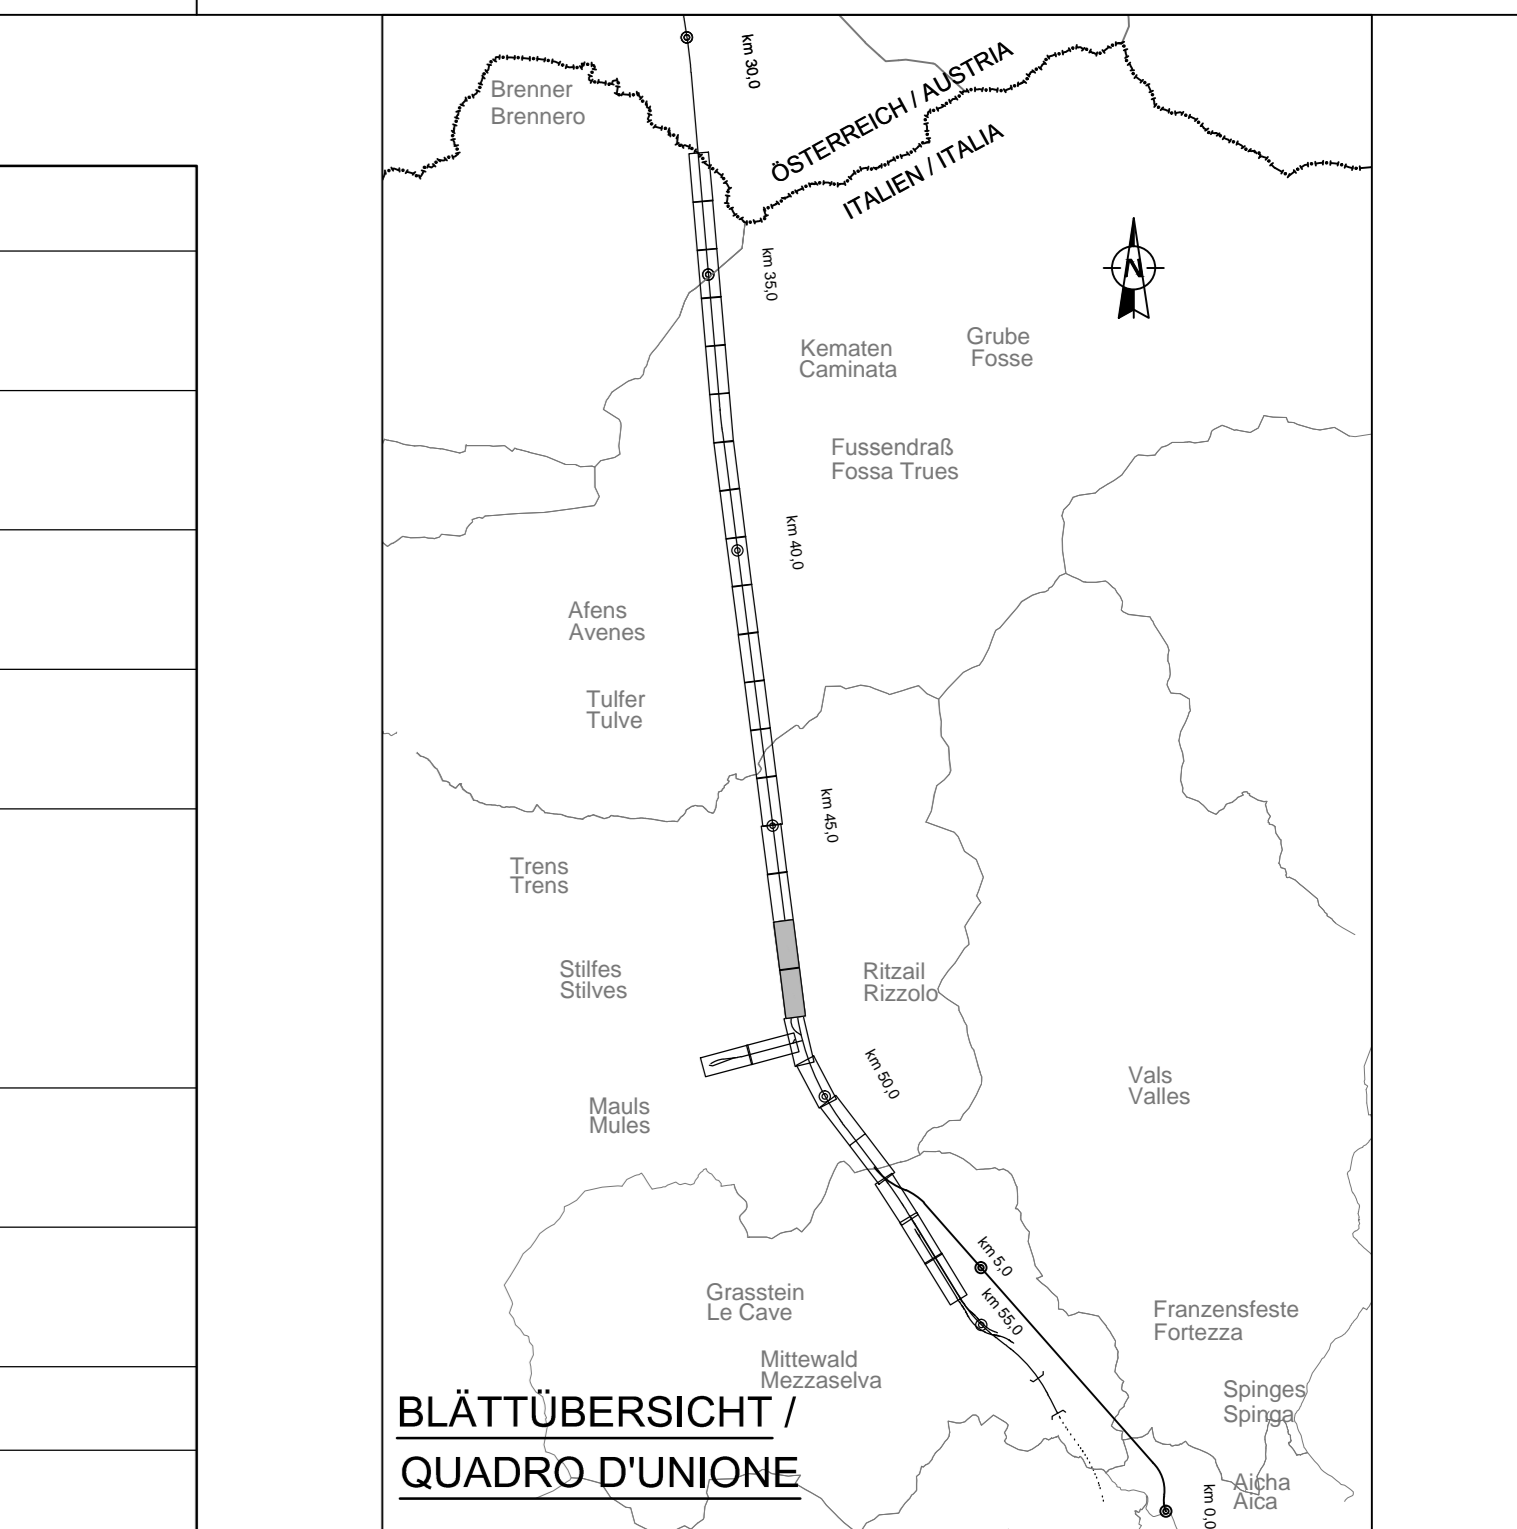 km 30,0
Brenner
Brennero
ÖSTERREICH / AUSTRIA
ITALIEN / ITALIA
N
km 35,0
Kematen
Caminata
Grube
Fosse
Fussendraß
Fossa Trues
km 40,0
Afens
Avenes
Tulfer
Tulve
km 45,0
Trens
Trens
Stilfes
Stilves
Ritzail
Rizzolo
km 50,0
Vals
Valles
Mauls
Mules
km 5,0
km 55,0
Grasstein
Le Cave
Franzensfeste
Fortezza
Mittewald
Mezzaselva
Spinges
Spinga
BLÄTTÜBERSICHT /
QUADRO D'UNIONE
Aicha
Aica
km 0,0